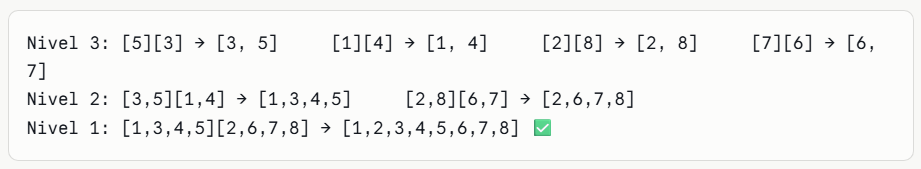 Nivel 3: [5][3] → [3, 5]     [1][4] → [1, 4]     [2][8] → [2, 8]     [7][6] → [6,
7]
Nivel 2: [3,5][1,4] → [1,3,4,5]     [2,8][6,7] → [2,6,7,8]
Nivel 1: [1,3,4,5][2,6,7,8] → [1,2,3,4,5,6,7,8] ✅